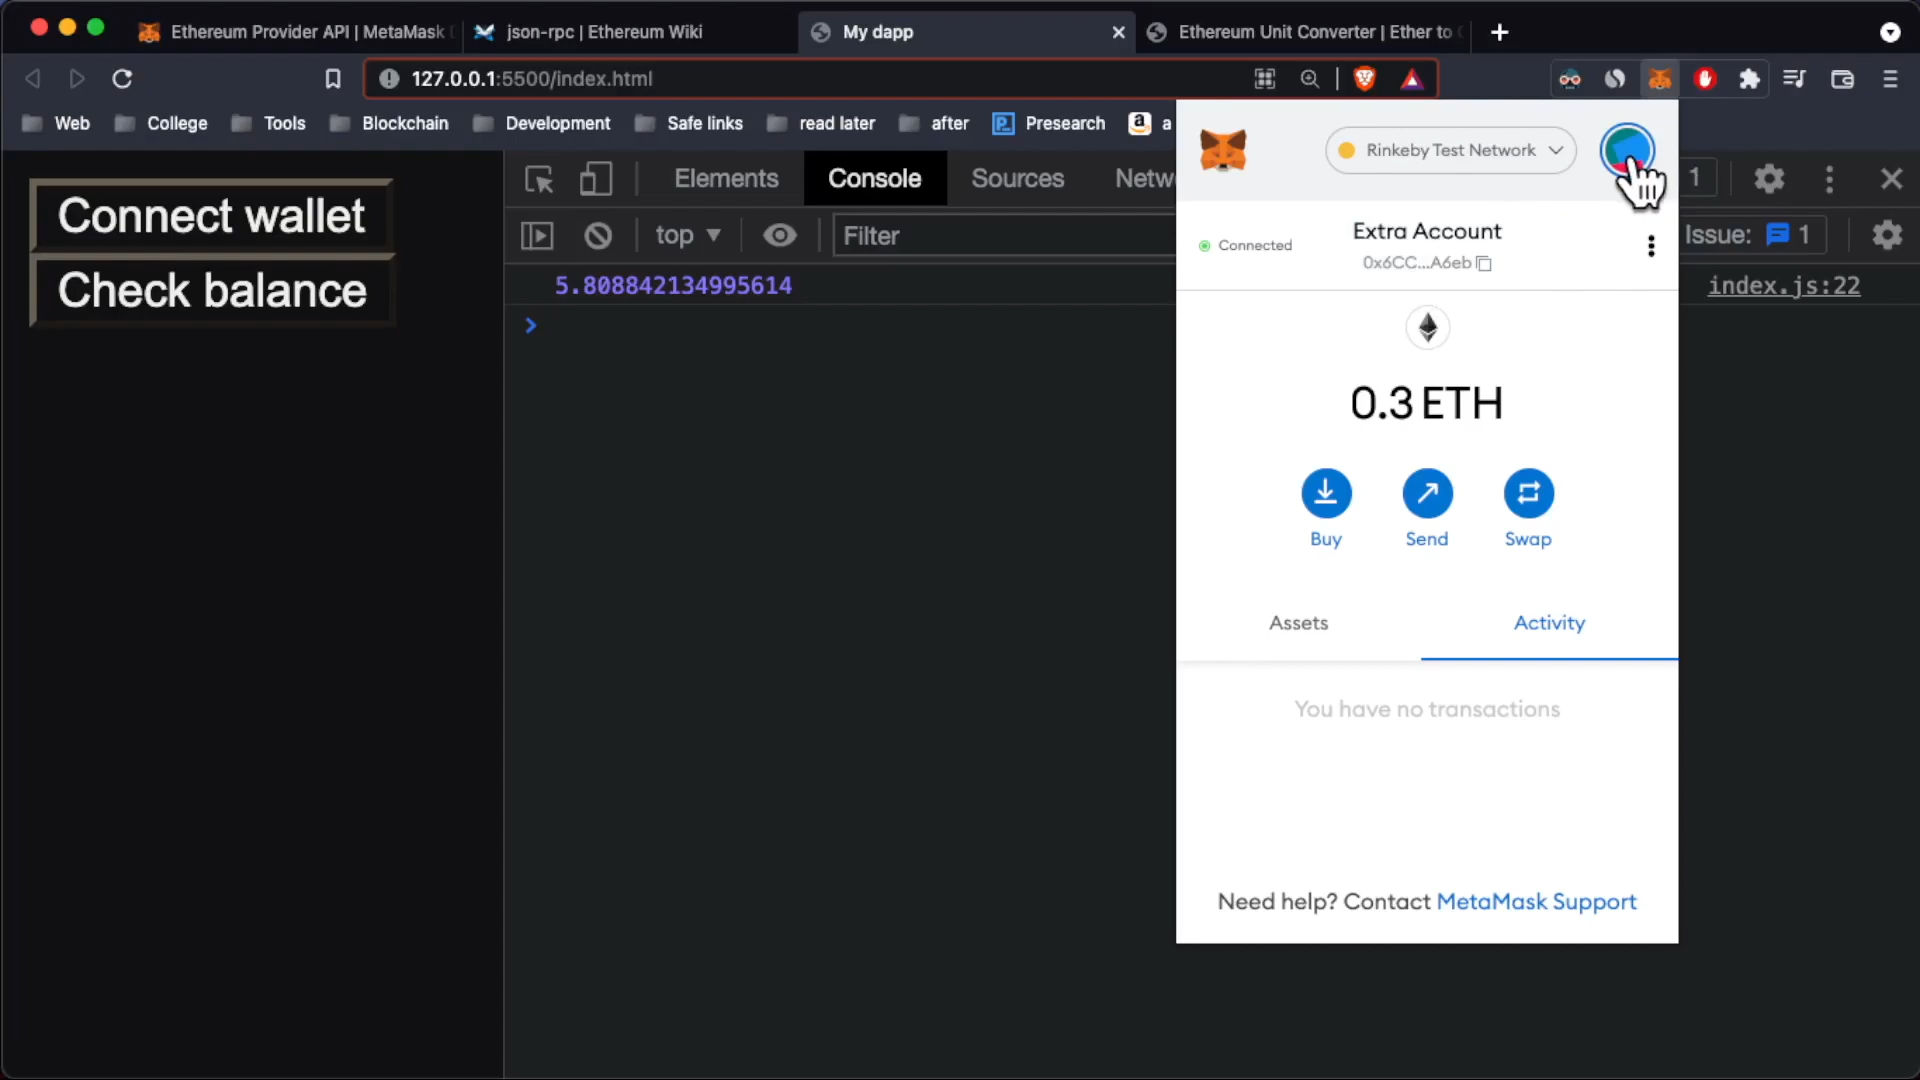 Ethereum Provider API | MetaMask
json-rpc | Ethereum Wiki
My dapp
Ethereum Unit Converter | Ether to
127.0.0.1:5500/index.html
Web
College
Tools
Blockchain
Development
Safe links
read later
after
Presearch
a
Connect wallet
Check balance
Elements
Console
Sources
Netw
1
top
Filter
Issue: 1
5.808842134995614
index.js:22
Rinkeby Test Network
Connected
Extra Account
0x6CC...A6eb
0.3 ETH
Buy
Send
Swap
Assets
Activity
You have no transactions
Need help? Contact MetaMask Support